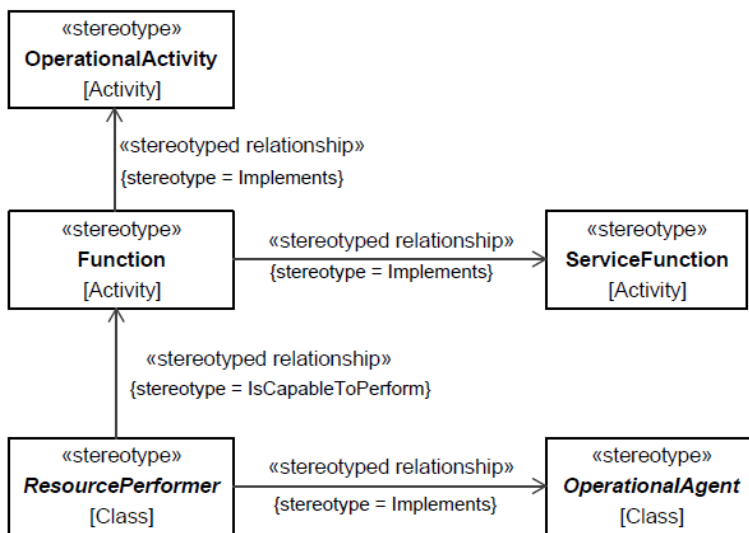 «stereotype»
OperationalActivity
[Activity]
«stereotyped relationship»
{stereotype = Implements}
«stereotype»
Function
[Activity]
«stereotyped relationship»
{stereotype = Implements}
«stereotype»
ServiceFunction
[Activity]
«stereotyped relationship»
{stereotype = IsCapableToPerform}
«stereotype»
ResourcePerformer
[Class]
«stereotyped relationship»
{stereotype = Implements}
«stereotype»
OperationalAgent
[Class]